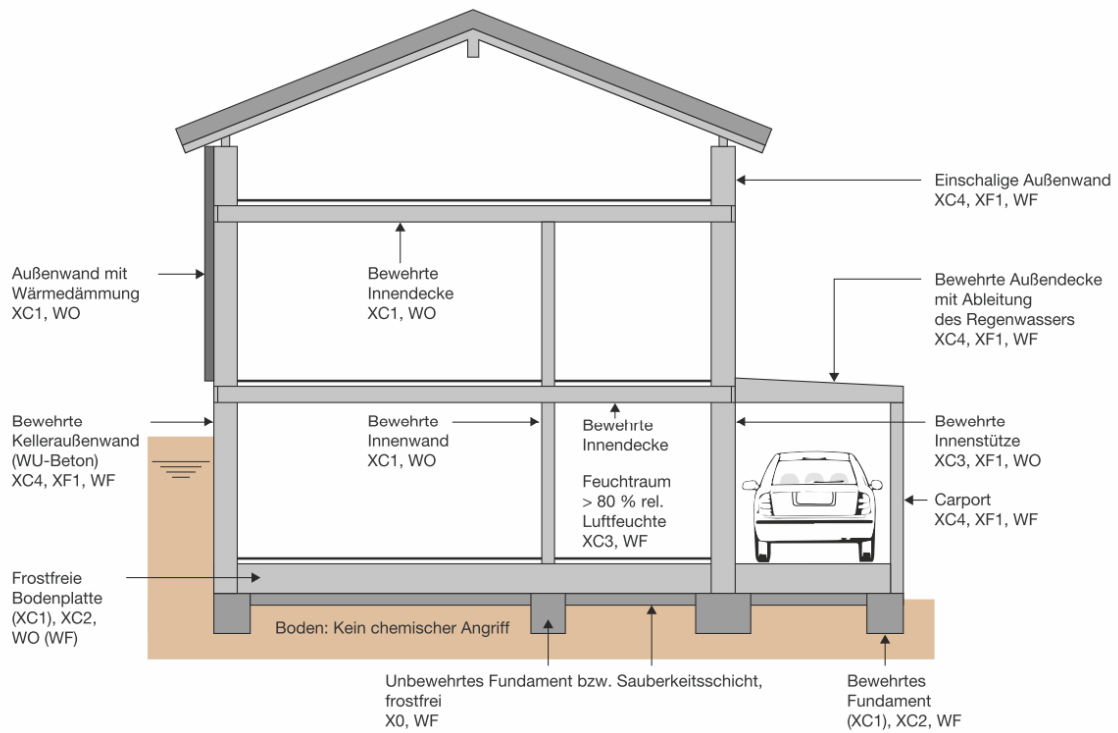 Einschalige Außenwand
XC4, XF1, WF
Außenwand mit
Wärmedämmung
XC1, WO
Bewehrte
Innendecke
XC1, WO
Bewehrte Außendecke
mit Ableitung
des Regenwassers
XC4, XF1, WF
Bewehrte
Kelleraußenwand
(WU-Beton)
XC4, XF1, WF
Bewehrte
Innenwand
XC1, WO
Bewehrte
Innendecke
Feuchtraum
> 80 % rel.
Luftfeuchte
XC3, WF
Bewehrte
Innenstütze
XC3, XF1, WO
Carport
XC4, XF1, WF
Frostfreie
Bodenplatte
(XC1), XC2,
WO (WF)
Boden: Kein chemischer Angriff
Unbewehrtes Fundament bzw. Sauberkeitsschicht,
frostfrei
X0, WF
Bewehrtes
Fundament
(XC1), XC2, WF